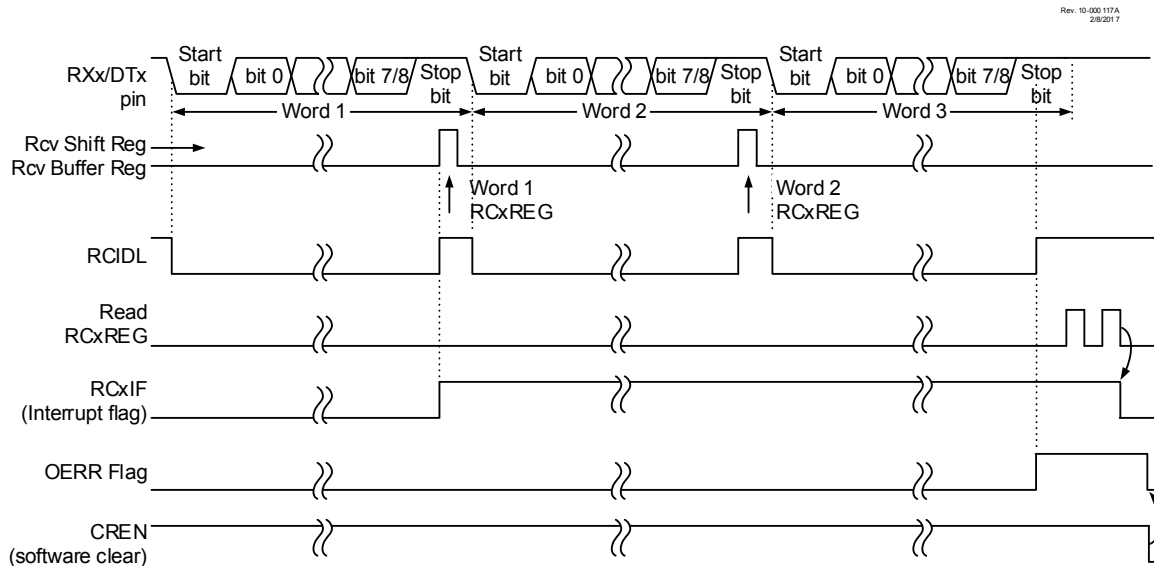 Rev. 10-000 117A
2/8/201 7
RXx/DTx
pin
Start
bit
bit 0
bit 7/8
Stop
bit
Start
bit
bit 0
bit 7/8
Stop
bit
Start
bit
bit 0
bit 7/8
Stop
bit
Word 1
Word 2
Word 3
Rcv Shift Reg
Rcv Buffer Reg
Word 1
RCxREG
Word 2
RCxREG
RCIDL
Read
RCxREG
RCxIF
(Interrupt flag)
OERR Flag
CREN
(software clear)